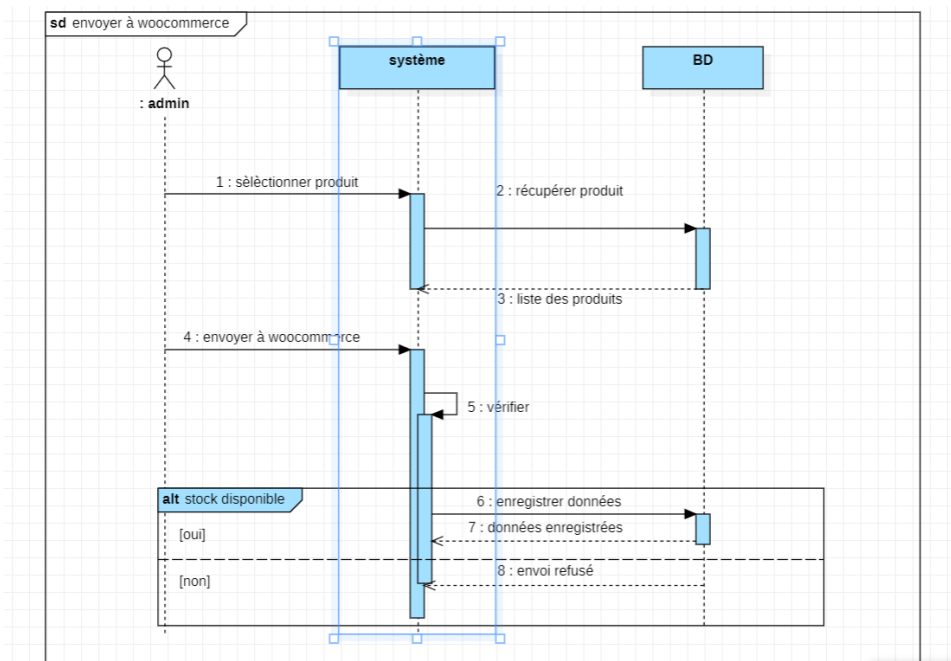 sd envoyer à woocommerce
système
BD
: admin
1 : sèlèctionner produit
2 : récupérer produit
3 : liste des produits
4 : envoyer à woocommerce
5 : vérifier
alt stock disponible
6 : enregistrer données
7 : données enregistrées
[oui]
8 : envoi refusé
[non]